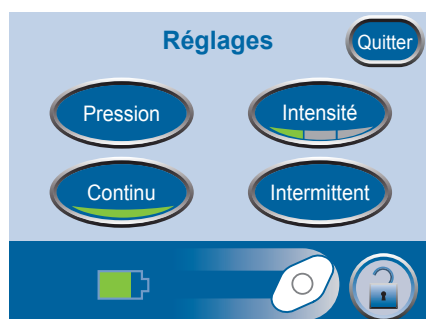 Réglages
Quitter
Pression
Intensité
Continu
Intermittent